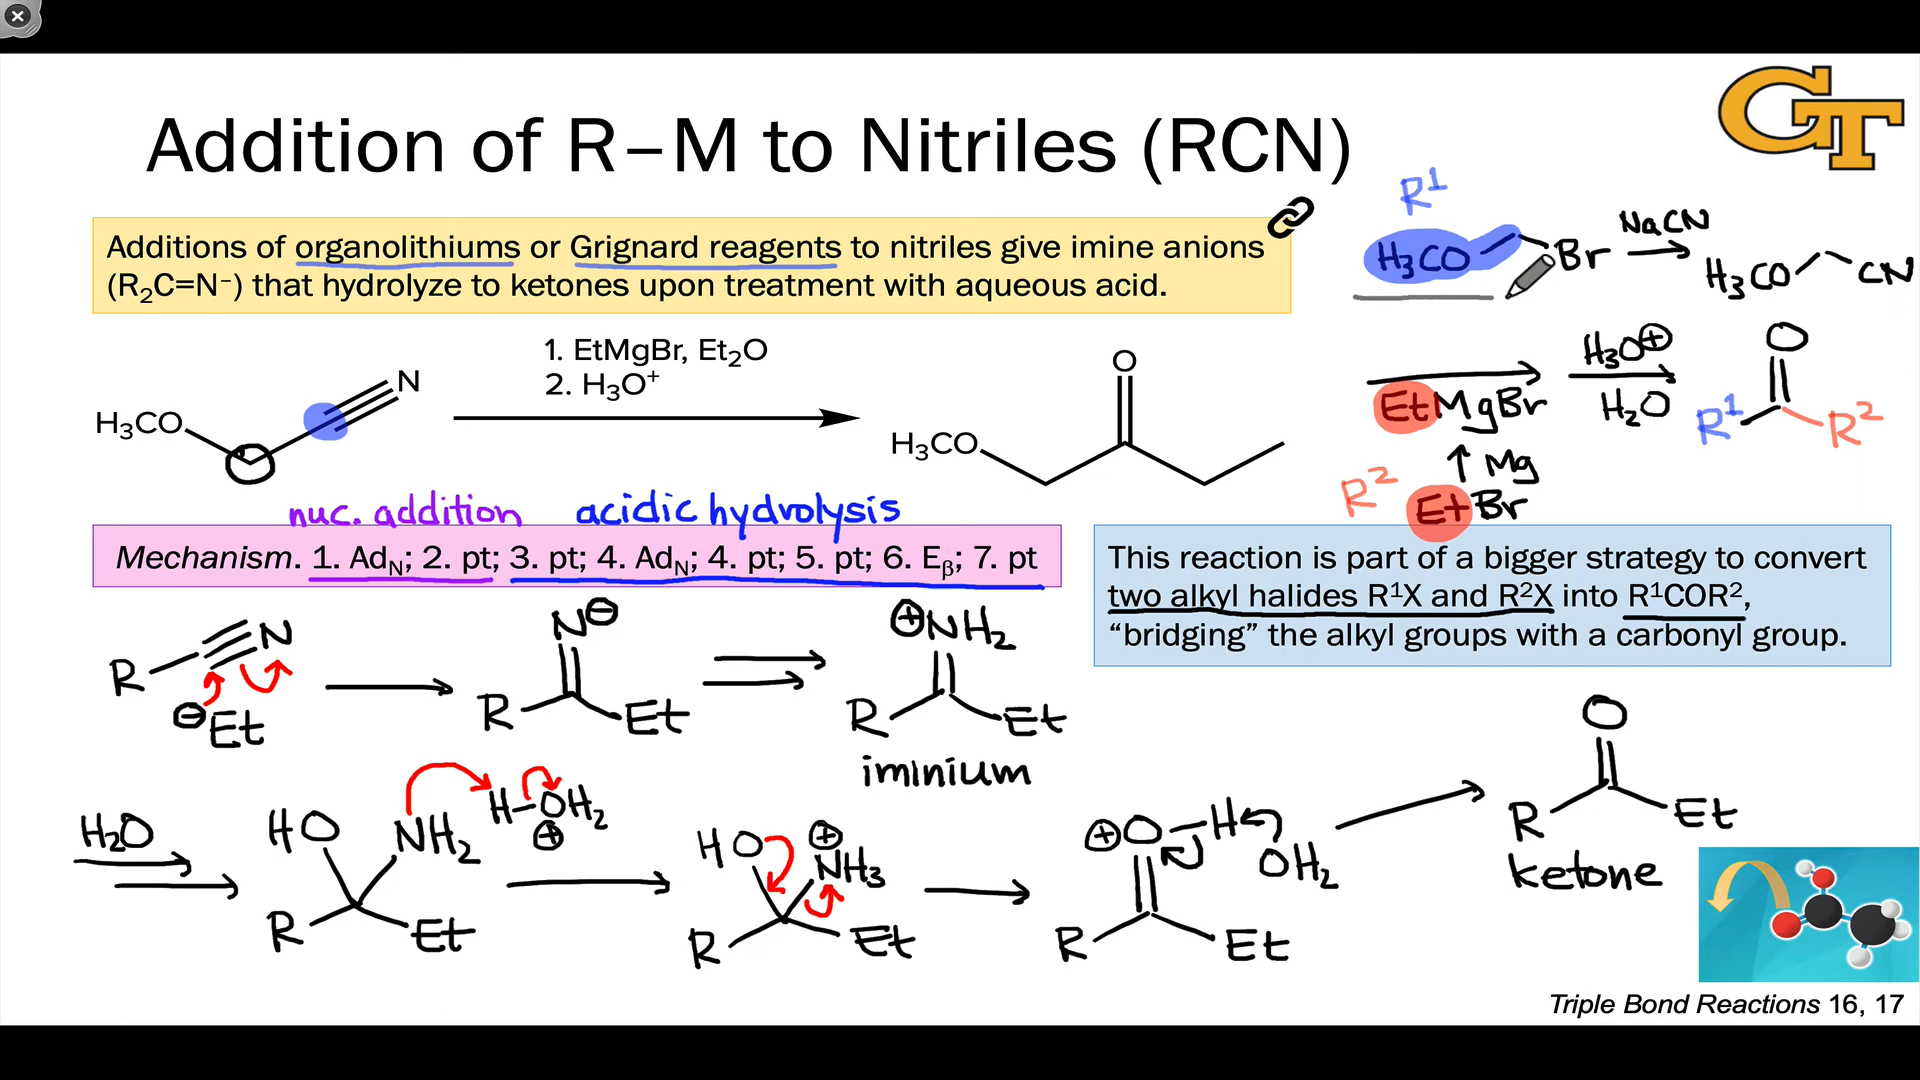 Addition of R–M to Nitriles (RCN)
GT
Additions of organolithiums or Grignard reagents to nitriles give imine anions
(R₂C=N⁻) that hydrolyze to ketones upon treatment with aqueous acid.
R¹
H₃CO Br NaCN H₃CO CN
1. EtMgBr, Et₂O
2. H₃O⁺
H₃CO N
H₃CO O
EtMgBr H₃O⊕
H₂O
O
R¹ R²
↑ Mg
R² EtBr
nuc. addition acidic hydrolysis
Mechanism. 1. Ad_N; 2. pt; 3. pt; 4. Ad_N; 4. pt; 5. pt; 6. E_β; 7. pt
This reaction is part of a bigger strategy to convert
two alkyl halides R¹X and R²X into R¹COR²,
“bridging” the alkyl groups with a carbonyl group.
R N
⊖Et
N⊖
R Et
⊕NH₂
R Et
iminium
H₂O
HO NH₂
R Et
H–OH₂
⊕
HO ⊕
NH₃
R Et
⊕O–H
OH₂
R Et
O
R Et
ketone
Triple Bond Reactions 16, 17